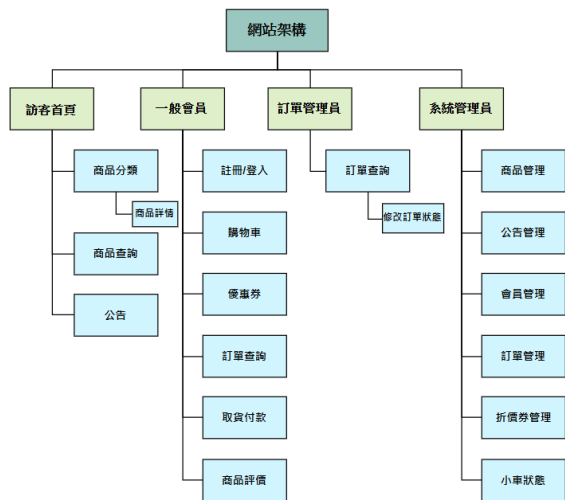 網站架構
訪客首頁
商品分類
商品詳情
商品查詢
公告
一般會員
註冊/登入
購物車
優惠券
訂單查詢
取貨付款
商品評價
訂單管理員
訂單查詢
修改訂單狀態
系統管理員
商品管理
公告管理
會員管理
訂單管理
折價券管理
小車狀態